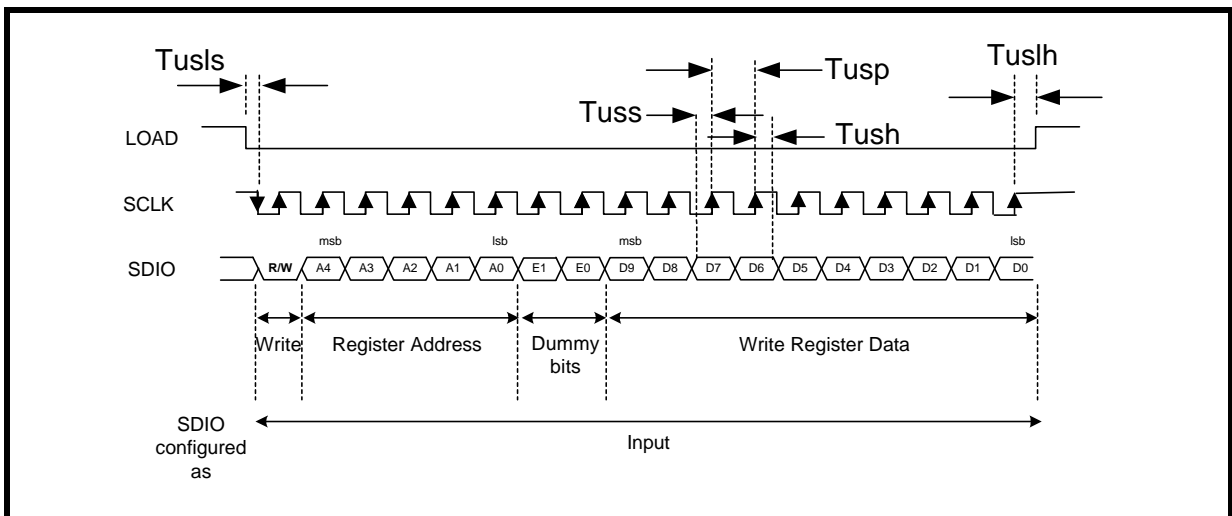 Tusls
Tuslh
Tusp
Tuss
Tush
LOAD
SCLK
msb lsb msb lsb
SDIO R/W A4 A3 A2 A1 A0 E1 E0 D9 D8 D7 D6 D5 D4 D3 D2 D1 D0
Write Register Address Dummy Write Register Data
bits
SDIO
configured
as
Input